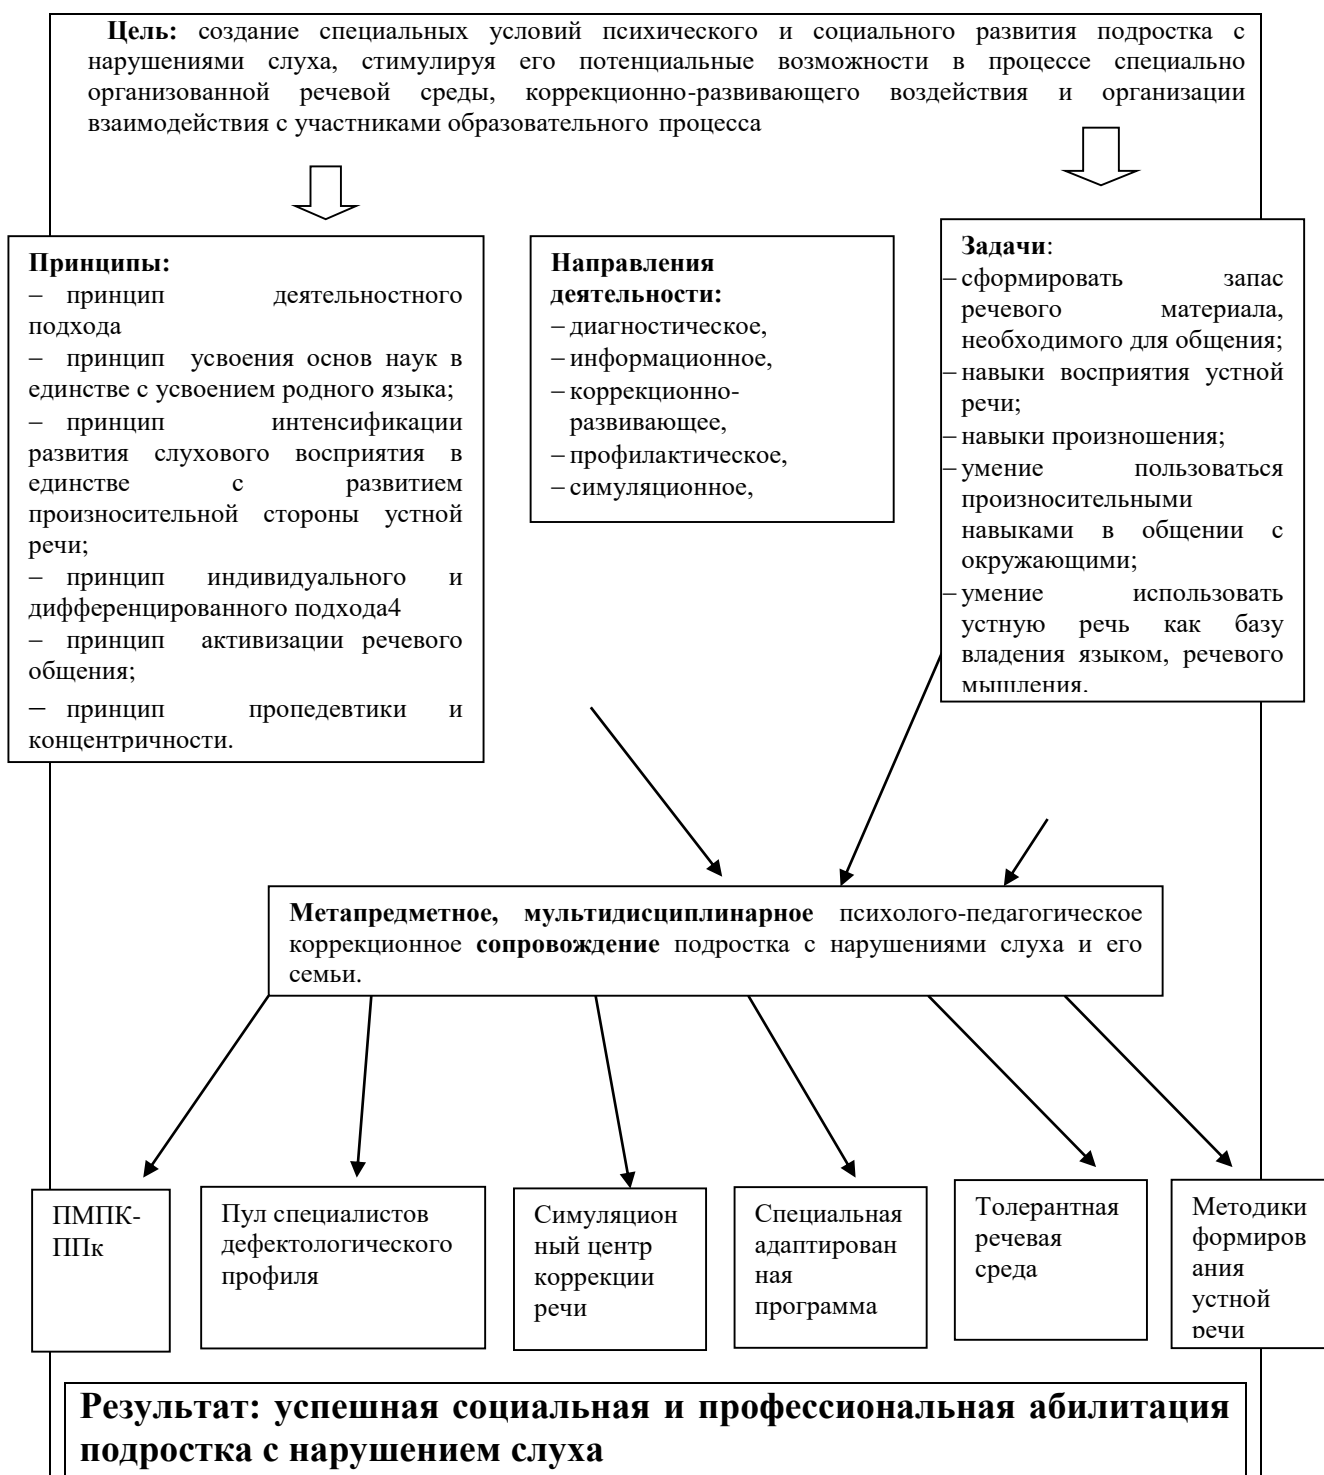 Цель: создание специальных условий психического и социального развития подростка с
нарушениями слуха, стимулируя его потенциальные возможности в процессе специально
организованной речевой среды, коррекционно-развивающего воздействия и организации
взаимодействия с участниками образовательного процесса
Принципы:
– принцип деятельностного
подхода
– принцип усвоения основ наук в
единстве с усвоением родного языка;
– принцип интенсификации
развития слухового восприятия в
единстве с развитием
произносительной стороны устной
речи;
– принцип индивидуального и
дифференцированного подхода4
– принцип активизации речевого
общения;
– принцип пропедевтики и
концентричности.
Направления
деятельности:
– диагностическое,
– информационное,
– коррекционно-
развивающее,
– профилактическое,
– симуляционное,
Задачи:
– сформировать запас
речевого материала,
необходимого для общения;
– навыки восприятия устной
речи;
– навыки произношения;
– умение пользоваться
произносительными
навыками в общении с
окружающими;
– умение использовать
устную речь как базу
владения языком, речевого
мышления.
Метапредметное, мультидисциплинарное психолого-педагогическое
коррекционное сопровождение подростка с нарушениями слуха и его
семьи.
ПМПК-
ППк
Пул специалистов
дефектологического
профиля
Симуляцион
ный центр
коррекции
речи
Специальная
адаптирован
ная
программа
Толерантная
речевая
среда
Методики
формиров
ания
устной
речи
Результат: успешная социальная и профессиональная абилитация
подростка с нарушением слуха